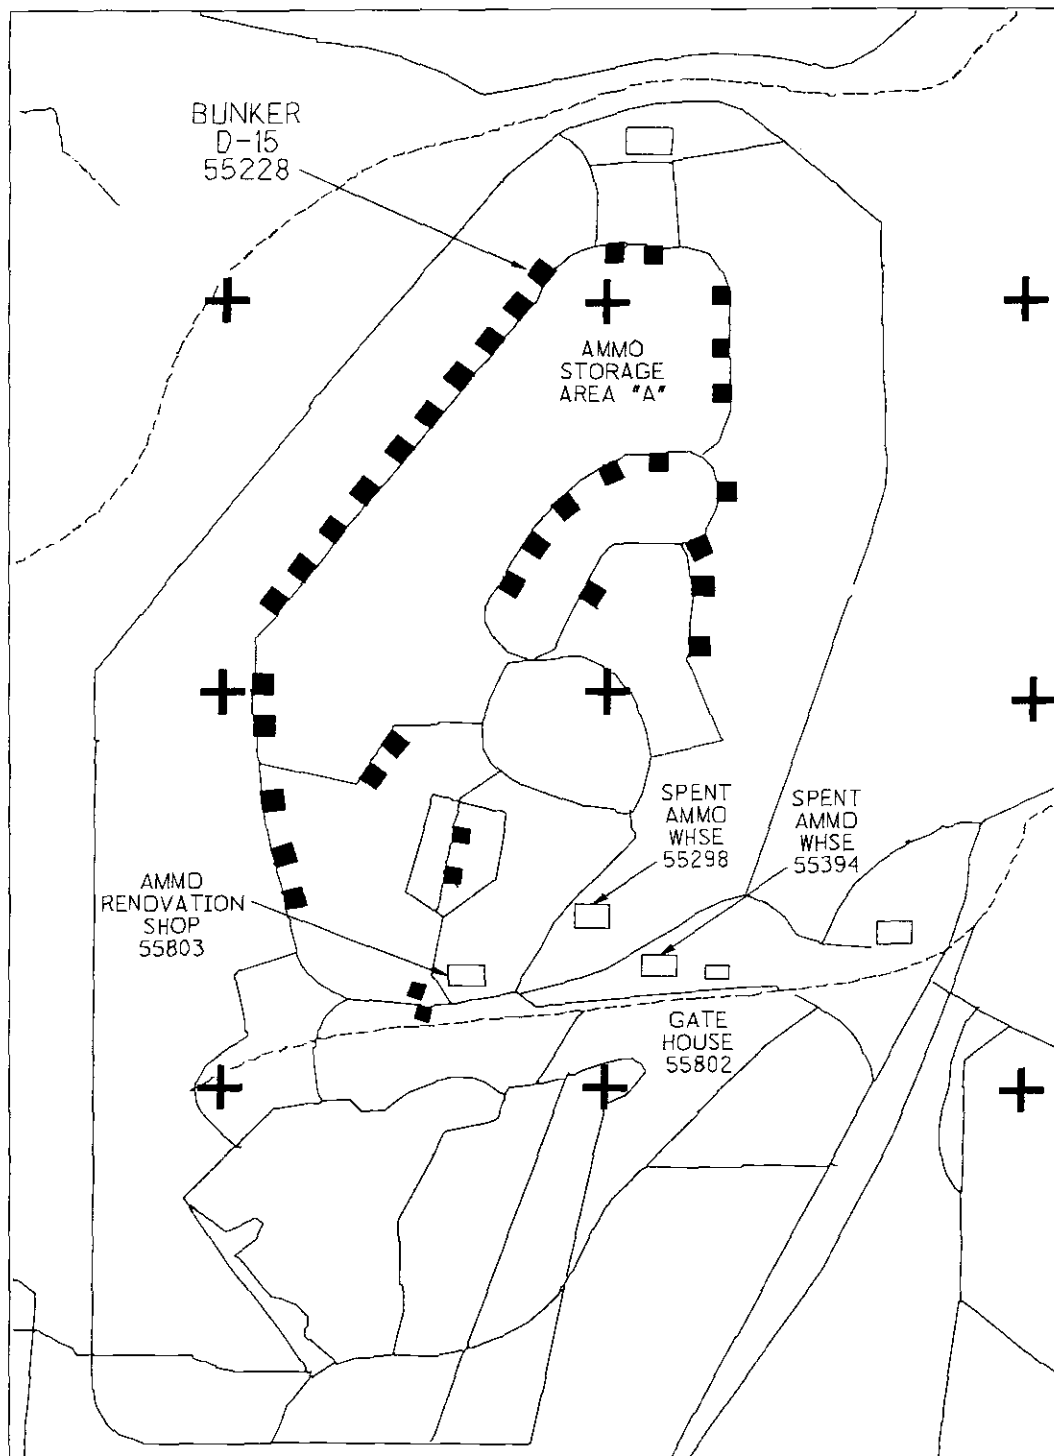 BUNKER
D-15
55228
AMMO
STORAGE
AREA "A"
SPENT
AMMO
WHSE
55298
SPENT
AMMO
WHSE
55394
AMMO
RENOVATION
SHOP
55803
GATE
HOUSE
55802